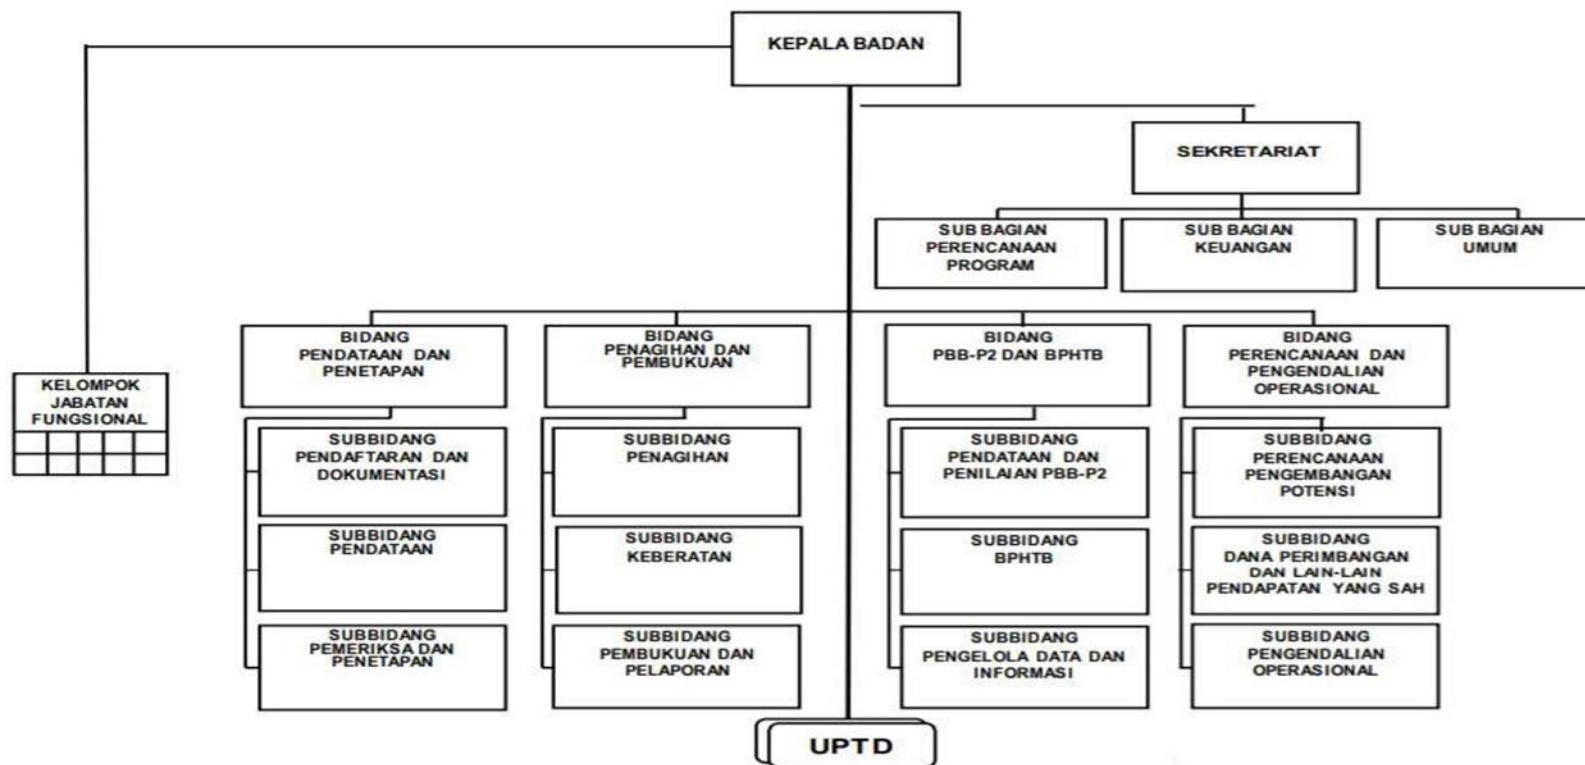 KEPALA BADAN
SEKRETARIAT
SUB BAGIAN
PERENCANAAN
PROGRAM
SUB BAGIAN
KEUANGAN
SUB BAGIAN
UMUM
KELOMPOK
JABATAN
FUNGSIONAL
BIDANG
PENDATAAN DAN
PENETAPAN
SUBBIDANG
PENDAFTARAN DAN
DOKUMENTASI
SUBBIDANG
PENDATAAN
SUBBIDANG
PEMERIKSA DAN
PENETAPAN
BIDANG
PENAGIHAN DAN
PEMBUKUAN
SUBBIDANG
PENAGIHAN
SUBBIDANG
KEBERATAN
SUBBIDANG
PEMBUKUAN DAN
PELAPORAN
BIDANG
PBB-P2 DAN BPHTB
SUBBIDANG
PENDATAAN DAN
PENILAIAN PBB-P2
SUBBIDANG
BPHTB
SUBBIDANG
PENGELOLA DATA DAN
INFORMASI
BIDANG
PERENCANAAN DAN
PENGENDALIAN
OPERASIONAL
SUBBIDANG
PERENCANAAN
PENGEMBANGAN
POTENSI
SUBBIDANG
DANA PERIMBANGAN
DAN LAIN-LAIN
PENDAPATAN YANG SAH
SUBBIDANG
PENGENDALIAN
OPERASIONAL
UPTD